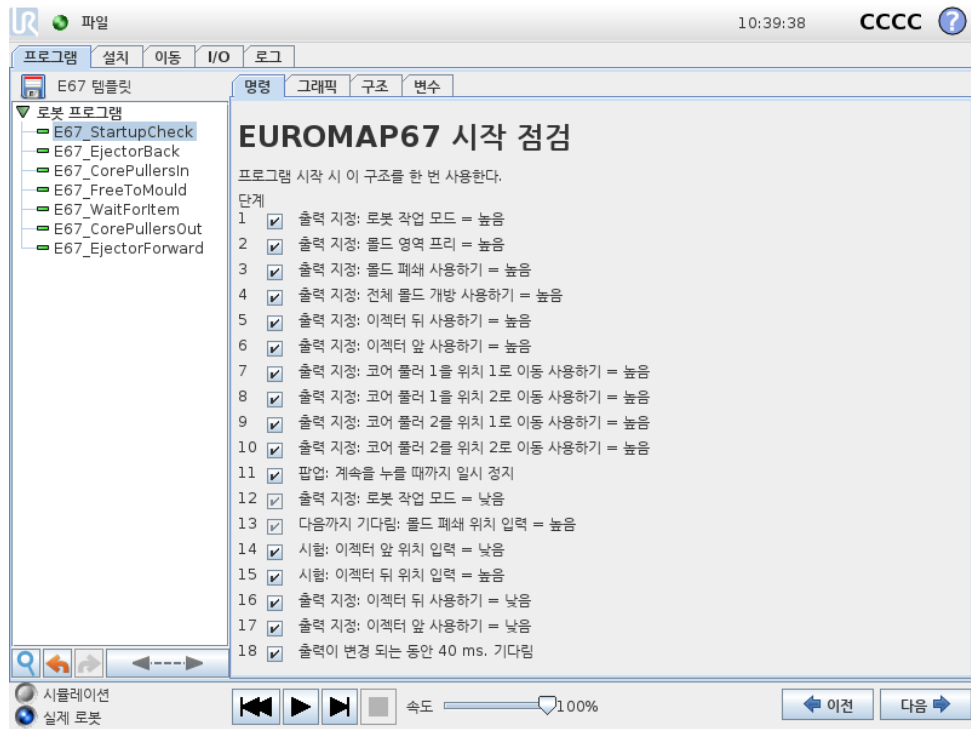 UR 파일 10:39:38 CCCC ?
프로그램 설치 이동 I/O 로그
E67 템플릿
명령 그래픽 구조 변수
로봇 프로그램
E67_StartupCheck
E67_EjectorBack
E67_CorePullersIn
E67_FreeToMould
E67_WaitForItem
E67_CorePullersOut
E67_EjectorForward
EUROMAP67 시작 점검
프로그램 시작 시 이 구조를 한 번 사용한다.
단계
1 출력 지정: 로봇 작업 모드 = 높음
2 출력 지정: 몰드 영역 프리 = 높음
3 출력 지정: 몰드 폐쇄 사용하기 = 높음
4 출력 지정: 전체 몰드 개방 사용하기 = 높음
5 출력 지정: 이젝터 뒤 사용하기 = 높음
6 출력 지정: 이젝터 앞 사용하기 = 높음
7 출력 지정: 코어 풀러 1을 위치 1로 이동 사용하기 = 높음
8 출력 지정: 코어 풀러 1을 위치 2로 이동 사용하기 = 높음
9 출력 지정: 코어 풀러 2를 위치 1로 이동 사용하기 = 높음
10 출력 지정: 코어 풀러 2를 위치 2로 이동 사용하기 = 높음
11 팝업: 계속을 누를 때까지 일시 정지
12 출력 지정: 로봇 작업 모드 = 낮음
13 다음까지 기다림: 몰드 폐쇄 위치 입력 = 높음
14 시험: 이젝터 앞 위치 입력 = 낮음
15 시험: 이젝터 뒤 위치 입력 = 높음
16 출력 지정: 이젝터 뒤 사용하기 = 낮음
17 출력 지정: 이젝터 앞 사용하기 = 낮음
18 출력이 변경 되는 동안 40 ms. 기다림
시뮬레이션
실제 로봇
속도 100%
이전 다음